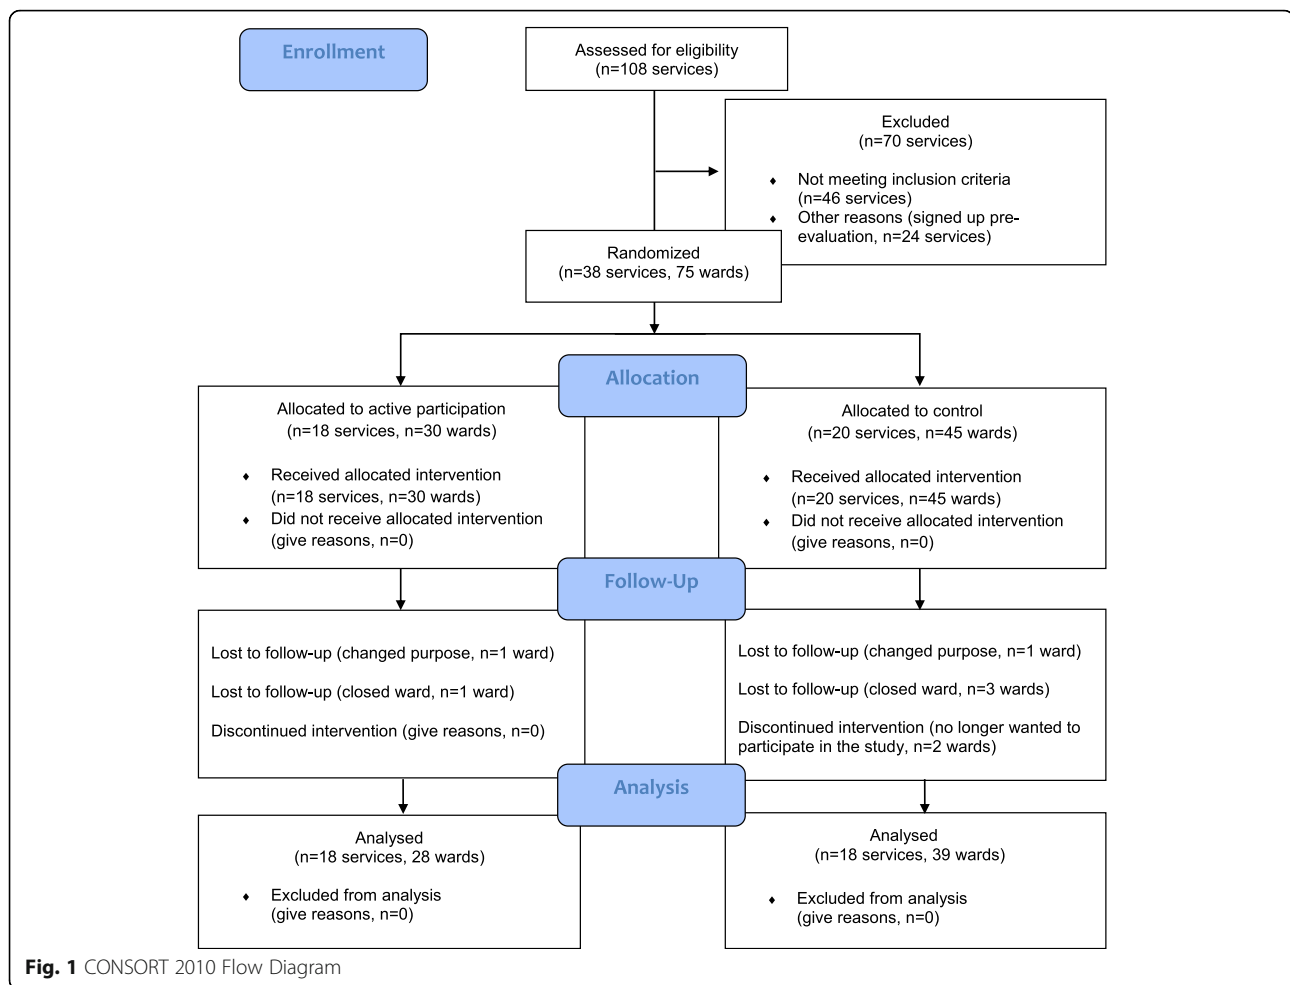 Enrollment
Assessed for eligibility
(n=108 services)
Excluded
(n=70 services)
♦ Not meeting inclusion criteria
(n=46 services)
♦ Other reasons (signed up pre-
evaluation, n=24 services)
Randomized
(n=38 services, 75 wards)
Allocation
Allocated to active participation
(n=18 services, n=30 wards)
♦ Received allocated intervention
(n=18 services, n=30 wards)
♦ Did not receive allocated intervention
(give reasons, n=0)
Allocated to control
(n=20 services, n=45 wards)
♦ Received allocated intervention
(n=20 services, n=45 wards)
♦ Did not receive allocated intervention
(give reasons, n=0)
Follow-Up
Lost to follow-up (changed purpose, n=1 ward)
Lost to follow-up (closed ward, n=1 ward)
Discontinued intervention (give reasons, n=0)
Lost to follow-up (changed purpose, n=1 ward)
Lost to follow-up (closed ward, n=3 wards)
Discontinued intervention (no longer wanted to
participate in the study, n=2 wards)
Analysis
Analysed
(n=18 services, 28 wards)
♦ Excluded from analysis
(give reasons, n=0)
Analysed
(n=18 services, 39 wards)
♦ Excluded from analysis
(give reasons, n=0)
Fig. 1 CONSORT 2010 Flow Diagram